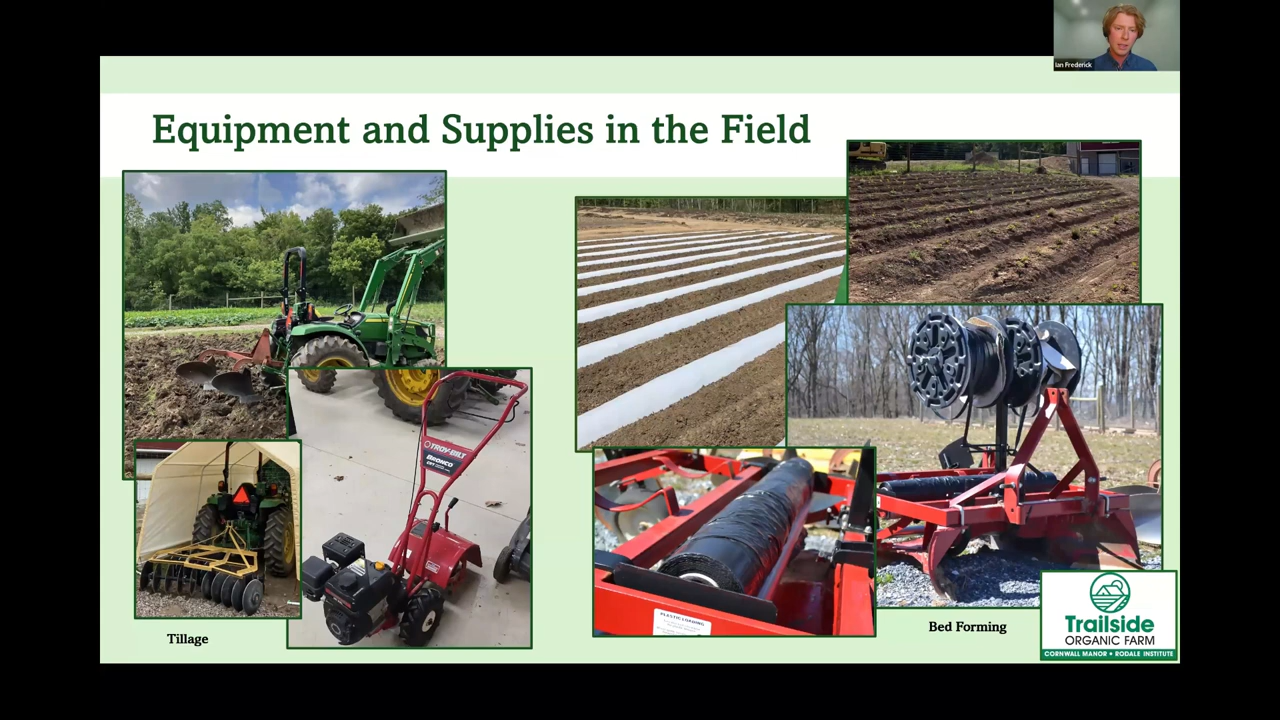 Ian Frederick
Equipment and Supplies in the Field
TROY-BILT
BRONCO
PLASTIC LOADING
Tillage
Bed Forming
Trailside
ORGANIC FARM
CORNWALL MANOR • RODALE INSTITUTE